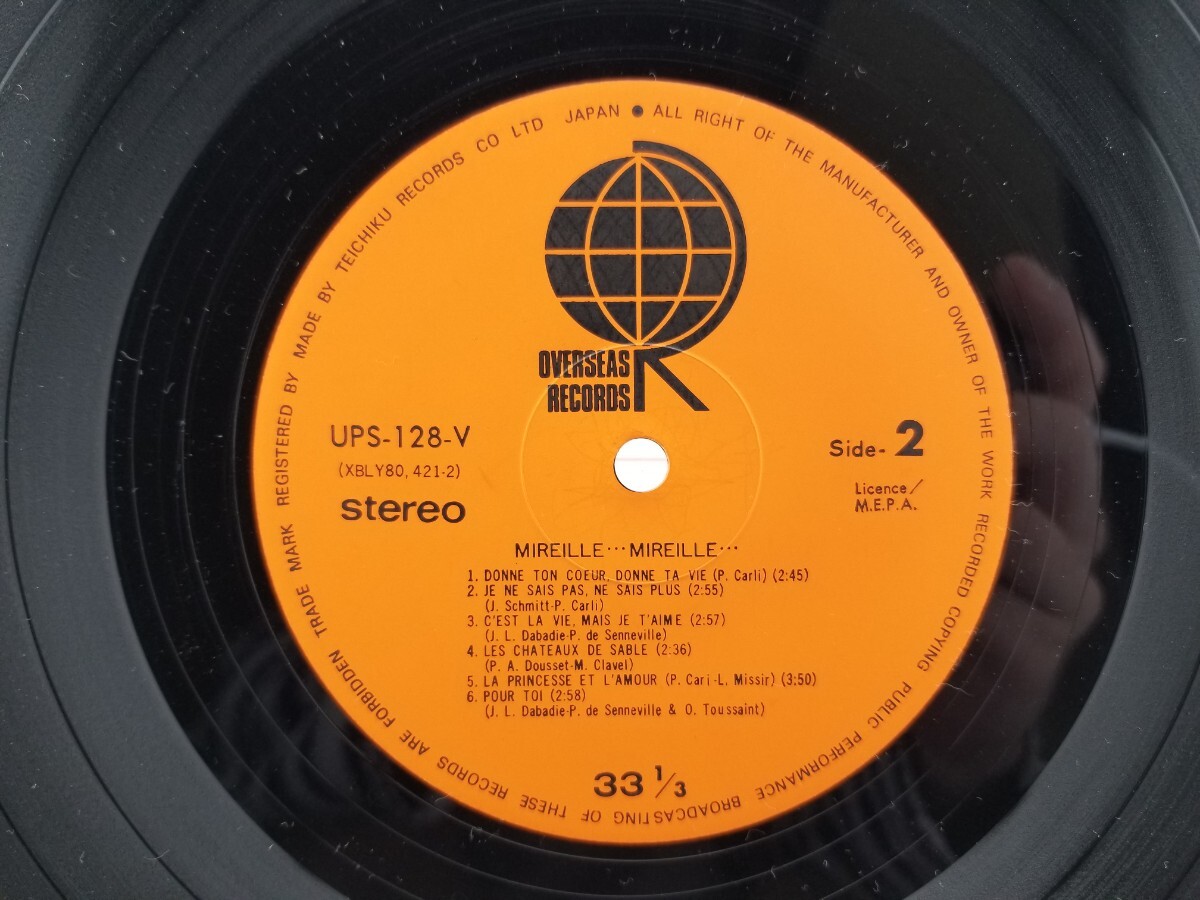 TRADE MARK REGISTERED BY MADE BY TEICHIKU RECORDS CO LTD JAPAN • ALL RIGHT OF THE MANUFACTURER AND OWNER OF THE WORK RECORDED COPYING PUBLIC PERFORMANCE BROADCASTING OF THESE RECORDS ARE FORBIDDEN
OVERSEAS
RECORDS
UPS-128-V
(XBLY80, 421-2)
stereo
Side-2
Licence/
M.E.P.A.
MIREILLE…MIREILLE…
1. DONNE TON COEUR, DONNE TA VIE (P. Carli) (2:45)
2. JE NE SAIS PAS, NE SAIS PLUS (2:55)
(J. Schmitt-P. Carli)
3. C'EST LA VIE, MAIS JE T'AIME (2:57)
(J. L. Dabadie-P. de Senneville)
4. LES CHATEAUX DE SABLE (2:36)
(P. A. Dousset-M. Clavel)
5. LA PRINCESSE ET L'AMOUR (P. Cari-L. Missir) (3:50)
6. POUR TOI (2:58)
(J. L. Dabadie-P. de Senneville & O. Toussaint)
33 1/3